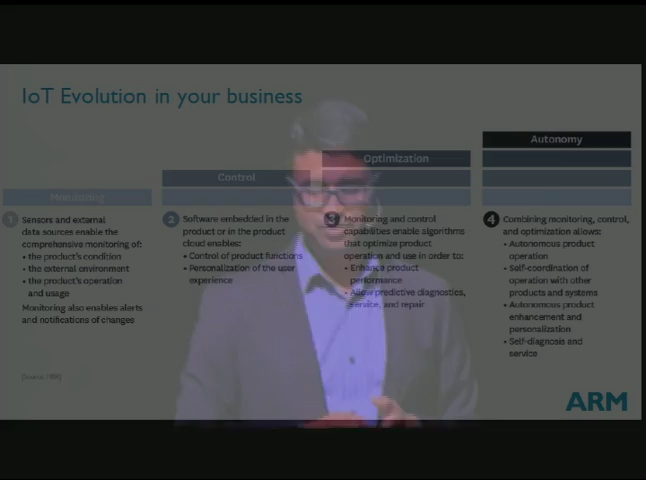 IoT Evolution in your business
Autonomy
Optimization
Control
Monitoring
1 Sensors and external
data sources enable the
comprehensive monitoring of:
• the product's condition
• the external environment
• the product's operation
and usage
Monitoring also enables alerts
and notifications of changes
2 Software embedded in the
product or in the product
cloud enables:
• Control of product functions
• Personalization of the user
experience
3 Monitoring and control
capabilities enable algorithms
that optimize product
operation and use in order to:
• Enhance product
performance
• Allow predictive diagnostics,
service, and repair
4 Combining monitoring, control,
and optimization allows:
• Autonomous product
operation
• Self-coordination of
operation with other
products and systems
• Autonomous product
enhancement and
personalization
• Self-diagnosis and
service
ARM